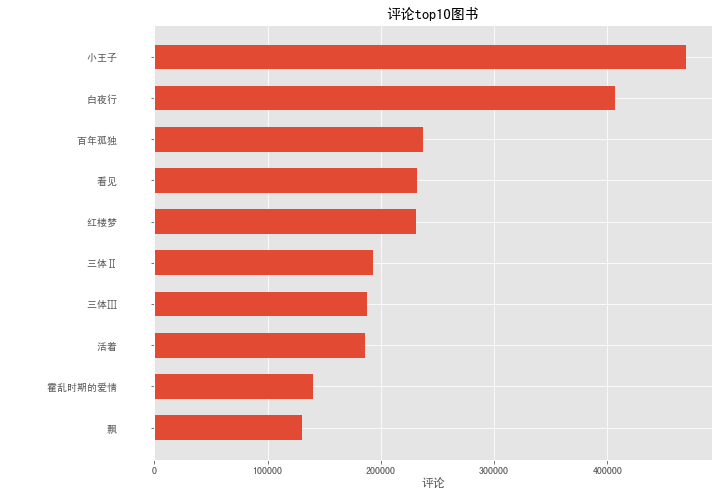 评论top10图书
小王子
白夜行
百年孤独
看见
红楼梦
三体Ⅱ
三体Ⅲ
活着
霍乱时期的爱情
飘
0 100000 200000 300000 400000
评论